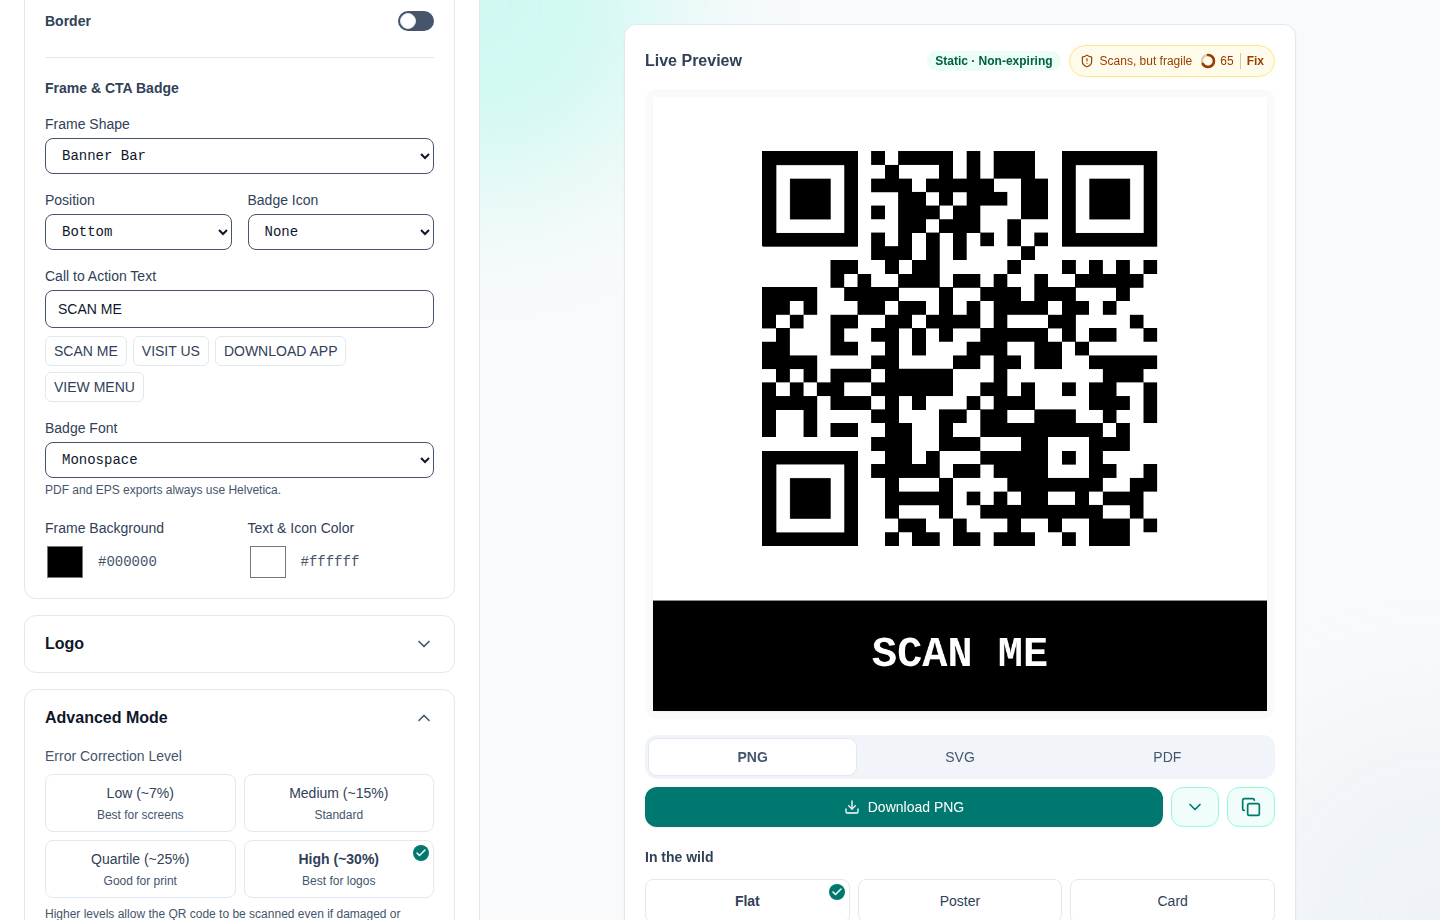 Border
Frame & CTA Badge
Frame Shape
Banner Bar
Position
Badge Icon
Bottom
None
Call to Action Text
SCAN ME
SCAN ME
VISIT US
DOWNLOAD APP
VIEW MENU
Badge Font
Monospace
PDF and EPS exports always use Helvetica.
Frame Background
Text & Icon Color
#000000
#ffffff
Logo
Advanced Mode
Error Correction Level
Low (~7%)
Best for screens
Medium (~15%)
Standard
Quartile (~25%)
Good for print
High (~30%)
Best for logos
Higher levels allow the QR code to be scanned even if damaged or
Live Preview
Static · Non-expiring
Scans, but fragile 65 Fix
SCAN ME
PNG
SVG
PDF
Download PNG
In the wild
Flat
Poster
Card